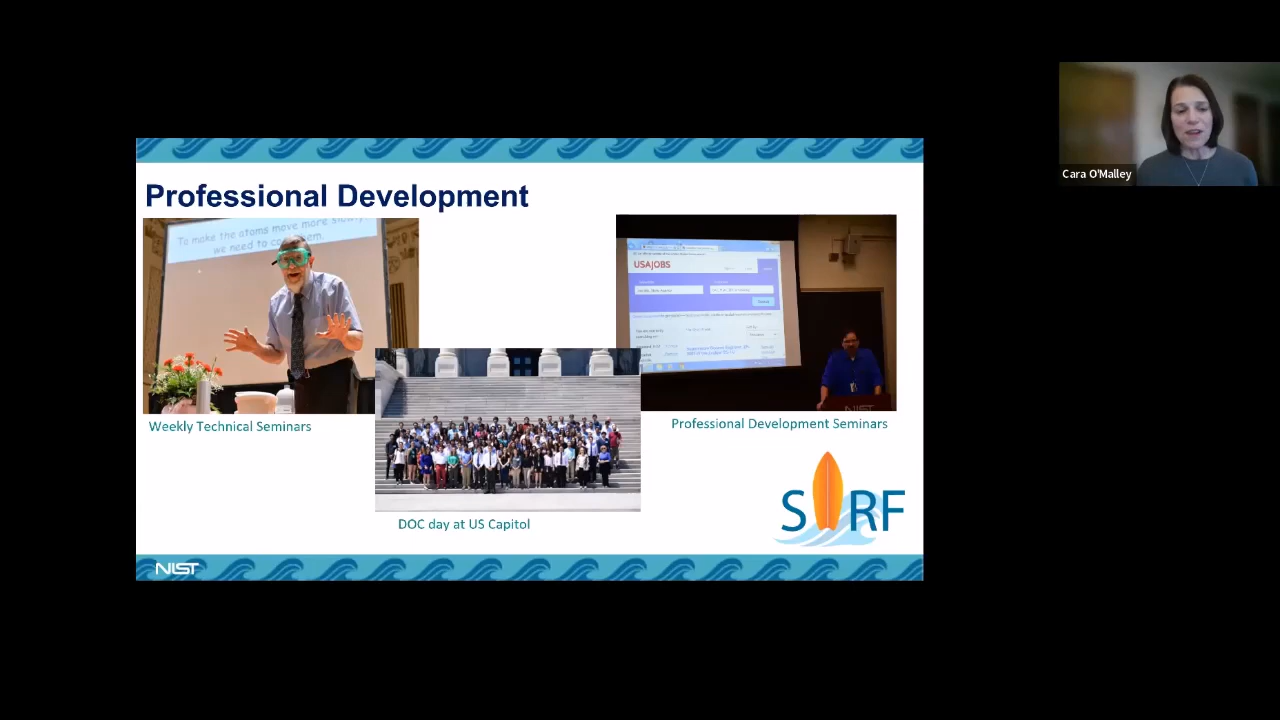 Cara O'Malley
Professional Development
To make the atoms move more slowly
we need to cool them.
USAJOBS
Weekly Technical Seminars
Professional Development Seminars
NIST
DOC day at US Capitol
SURF
NIST